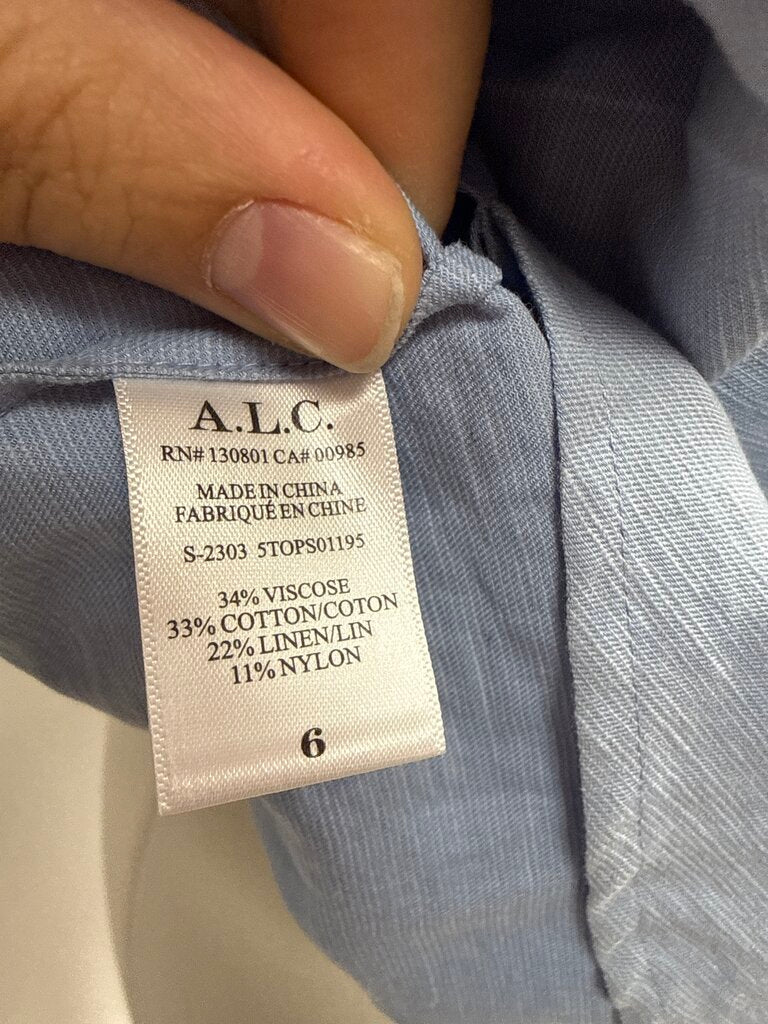 A.L.C.
RN# 130801 CA# 00985
MADE IN CHINA
FABRIQUÉ EN CHINE
S-2303 5TOPS01195
34% VISCOSE
33% COTTON/COTON
22% LINEN/LIN
11% NYLON
6